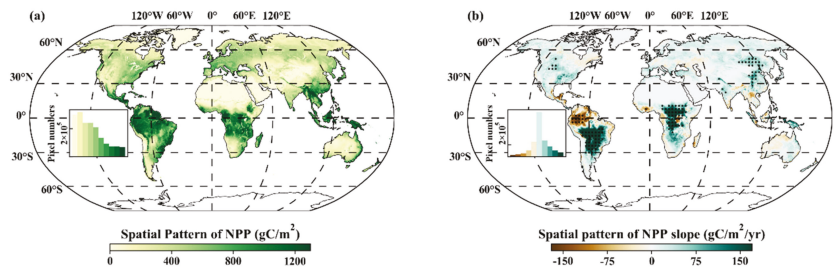 (a)
120°W 60°W 0° 60°E 120°E
60°N
30°N
0°
30°S
60°S
Pixel numbers
2×10⁵
Spatial Pattern of NPP (gC/m²)
0 400 800 1200
(b)
120°W 60°W 0° 60°E 120°E
60°N
30°N
0°
30°S
60°S
Pixel numbers
2×10⁵
Spatial pattern of NPP slope (gC/m²/yr)
-150 -75 0 75 150